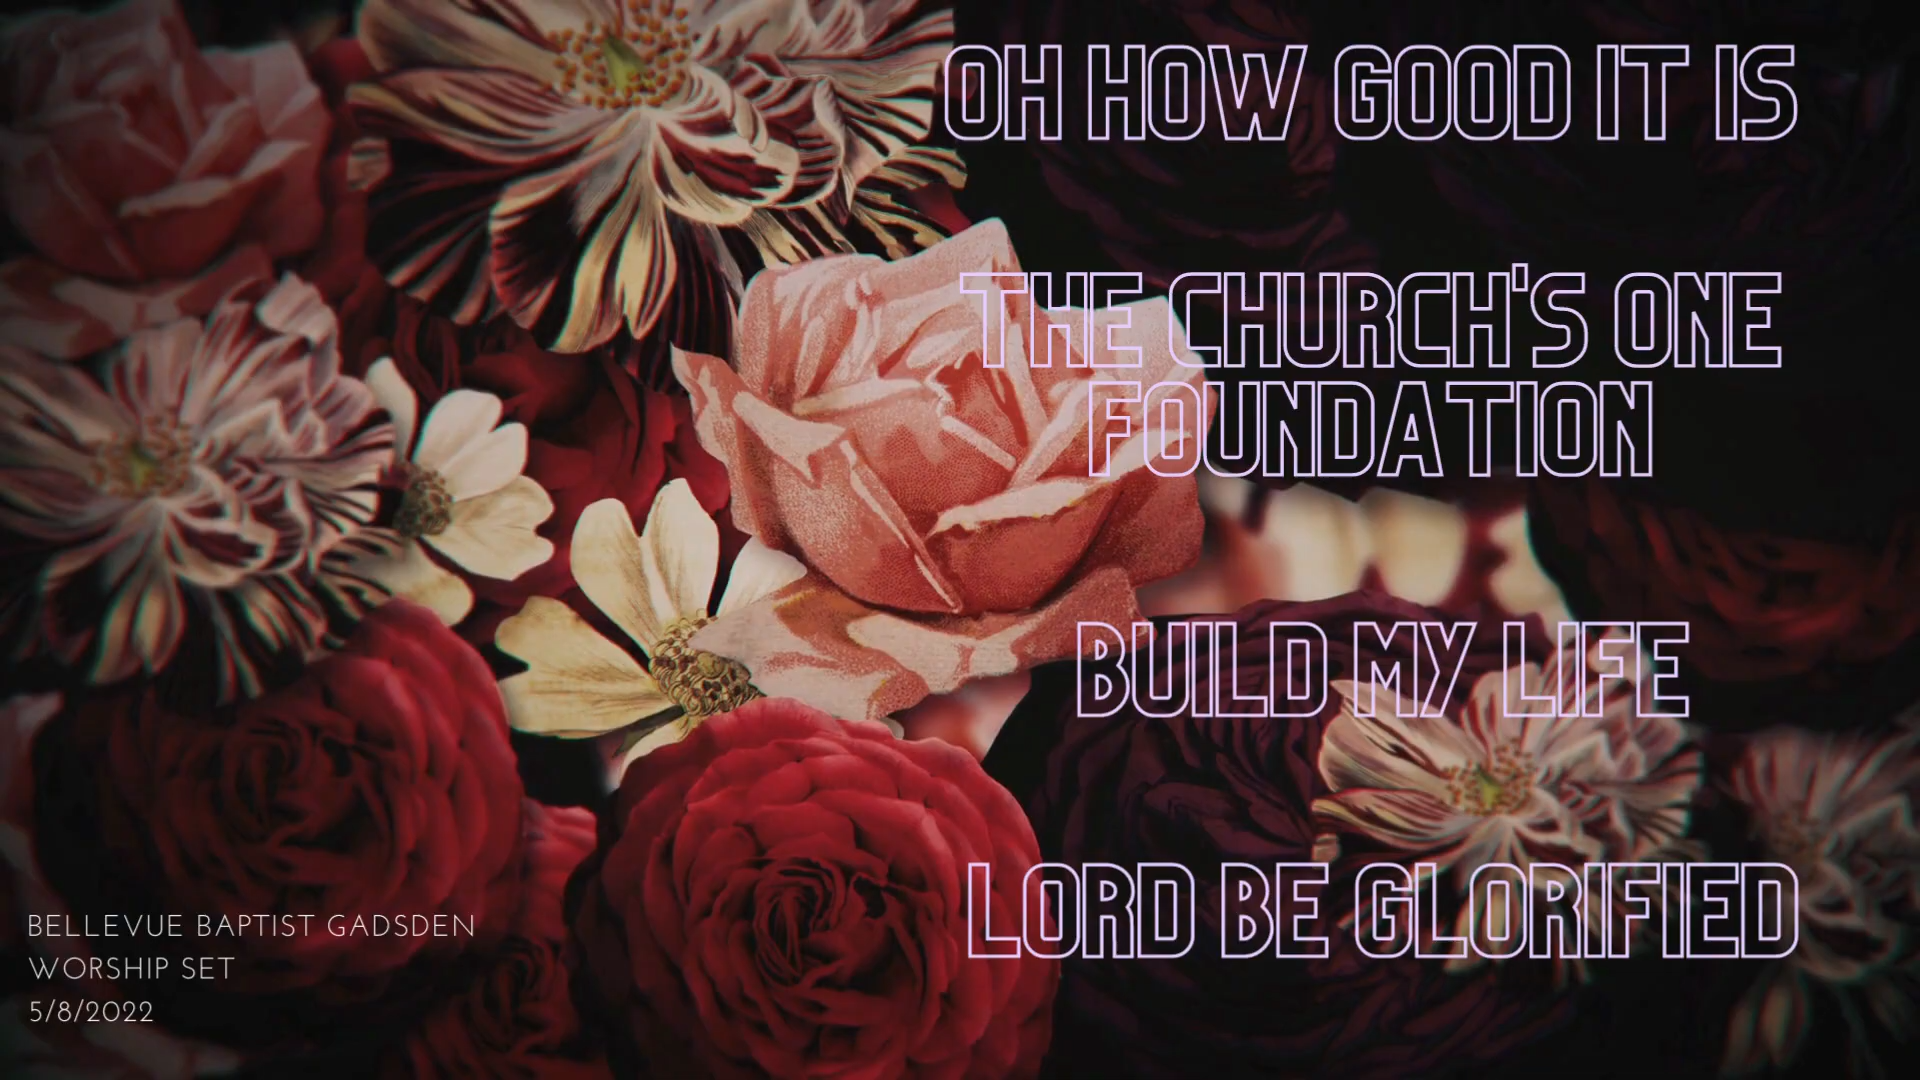 OH HOW GOOD IT IS
THE CHURCH'S ONE
FOUNDATION
BUILD MY LIFE
LORD BE GLORIFIED
BELLEVUE BAPTIST GADSDEN
WORSHIP SET
5/8/2022